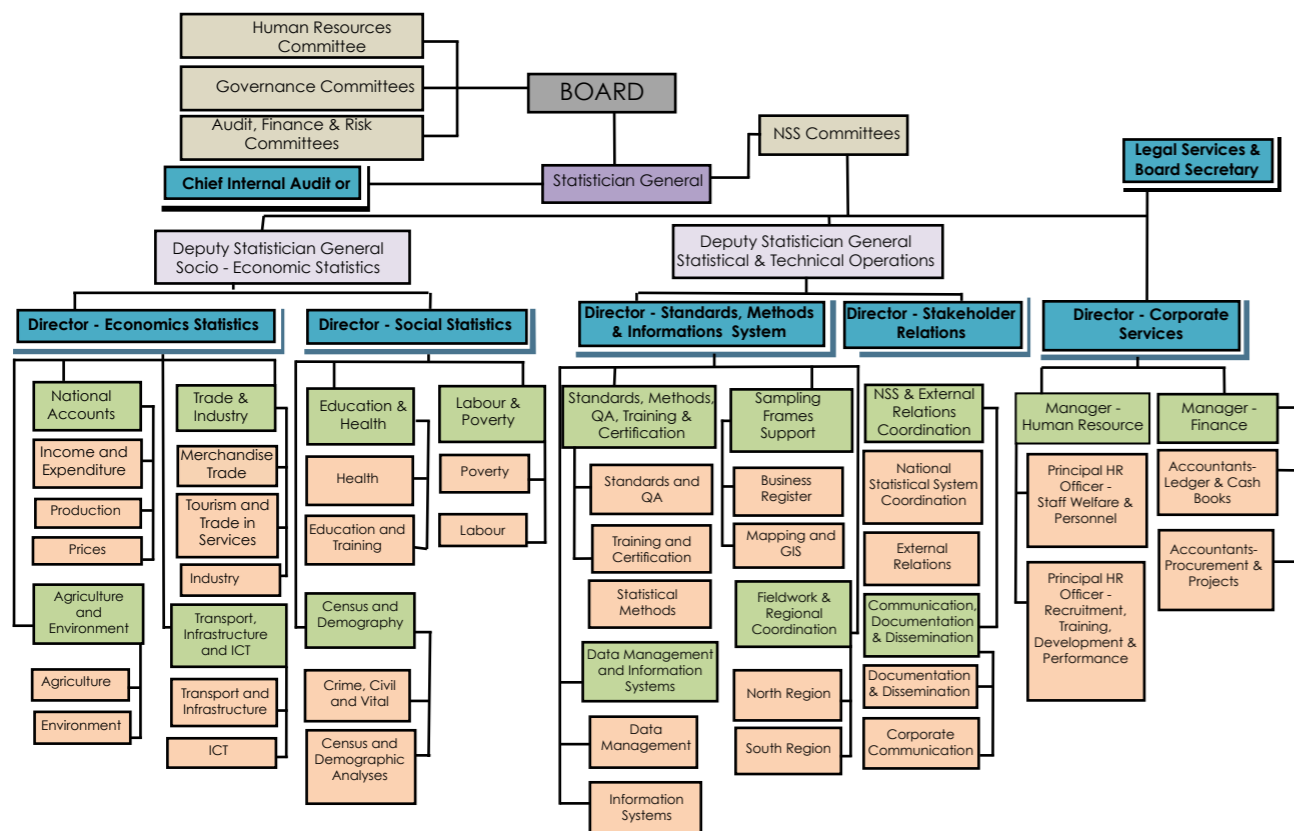 Human Resources
Committee
Governance Committees
Audit, Finance & Risk
Committees
BOARD
NSS Committees
Legal Services &
Board Secretary
Chief Internal Audit or
Statistician General
Deputy Statistician General
Socio - Economic Statistics
Deputy Statistician General
Statistical & Technical Operations
Director - Economics Statistics
Director - Social Statistics
Director - Standards, Methods
& Informations System
Director - Stakeholder
Relations
Director - Corporate
Services
National
Accounts
Income and
Expenditure
Production
Prices
Agriculture
and
Environment
Agriculture
Environment
Trade &
Industry
Merchandise
Trade
Tourism and
Trade in
Services
Industry
Transport,
Infrastructure
and ICT
Transport and
Infrastructure
ICT
Education &
Health
Health
Education and
Training
Census and
Demography
Crime, Civil
and Vital
Census and
Demographic
Analyses
Labour &
Poverty
Poverty
Labour
Standards, Methods,
QA, Training &
Certification
Standards and
QA
Training and
Certification
Statistical
Methods
Data Management
and Information
Systems
Data
Management
Information
Systems
Sampling
Frames
Support
Business
Register
Mapping and
GIS
Fieldwork &
Regional
Coordination
North Region
South Region
NSS & External
Relations
Coordination
National
Statistical System
Coordination
External
Relations
Communication,
Documentation
& Dissemination
Documentation
& Dissemination
Corporate
Communication
Manager -
Human Resource
Principal HR
Officer -
Staff Welfare &
Personnel
Principal HR
Officer -
Recruitment,
Training,
Development &
Performance
Manager -
Finance
Accountants-
Ledger & Cash
Books
Accountants-
Procurement &
Projects